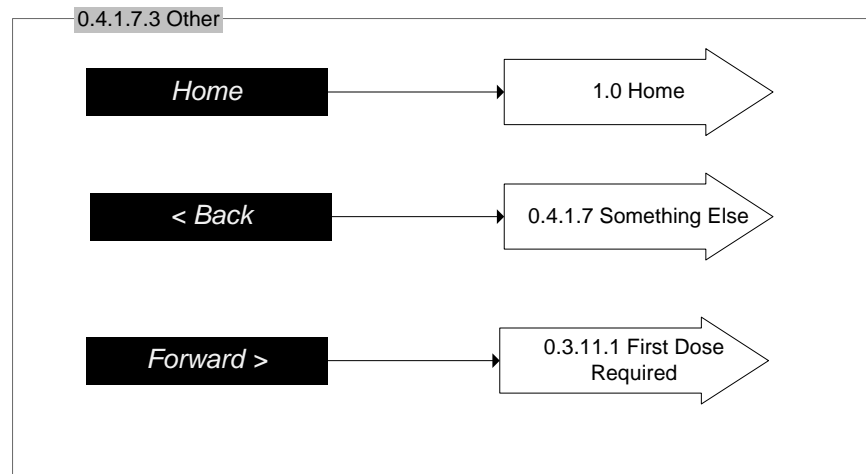 0.4.1.7.3 Other
Home
1.0 Home
< Back
0.4.1.7 Something Else
Forward >
0.3.11.1 First Dose
Required